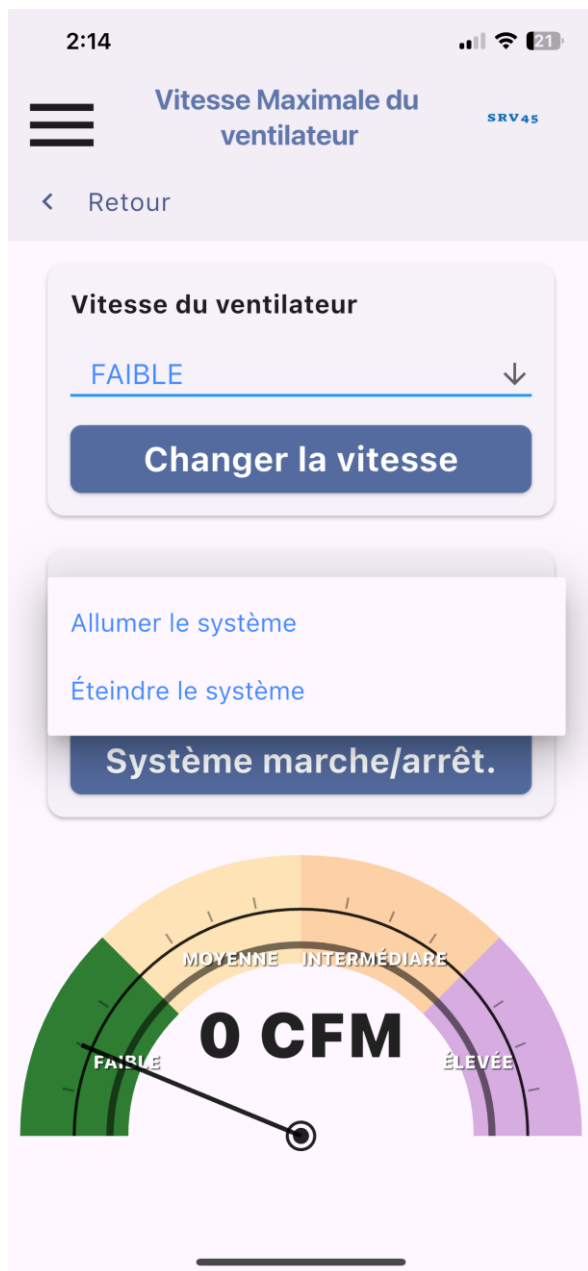 2:14
21
Vitesse Maximale du
ventilateur
SRV45
Retour
Vitesse du ventilateur
FAIBLE
Changer la vitesse
Allumer le système
Éteindre le système
Système marche/arrêt.
MOYENNE INTERMÉDIARE
0 CFM
FAIBLE
ÉLEVÉE